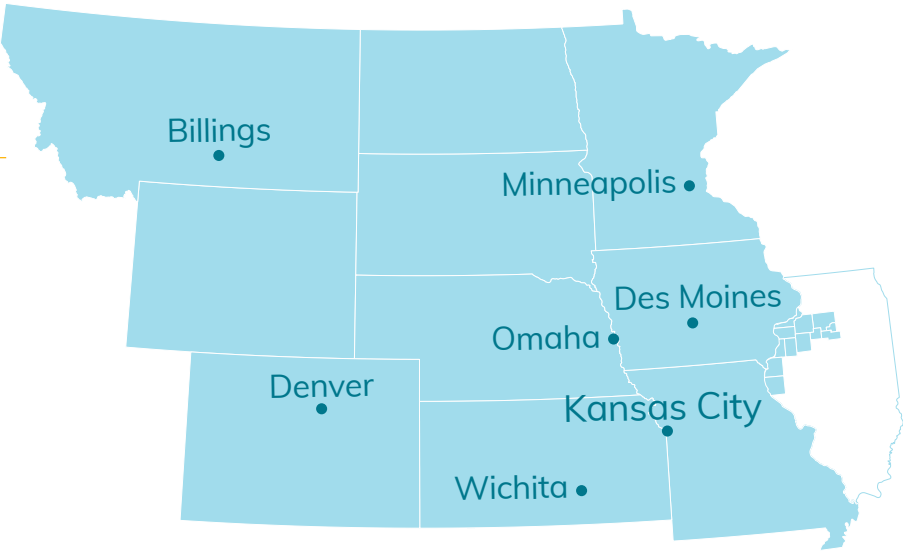 Billings
Minneapolis
Des Moines
Omaha
Denver
Kansas City
Wichita